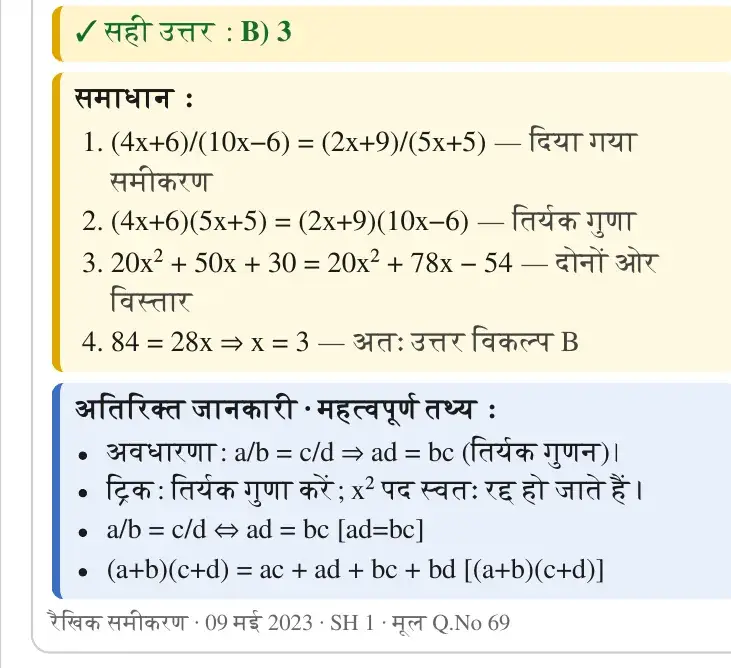 ✓ सही उत्तर : B) 3
समाधान :
1. (4x+6)/(10x−6) = (2x+9)/(5x+5) — दिया गया
समीकरण
2. (4x+6)(5x+5) = (2x+9)(10x−6) — तिर्यक गुणा
3. 20x² + 50x + 30 = 20x² + 78x − 54 — दोनों ओर
विस्तार
4. 84 = 28x ⇒ x = 3 — अतः उत्तर विकल्प B
अतिरिक्त जानकारी · महत्वपूर्ण तथ्य :
• अवधारणा : a/b = c/d ⇒ ad = bc (तिर्यक गुणन)।
• ट्रिक : तिर्यक गुणा करें ; x² पद स्वतः रद्द हो जाते हैं ।
• a/b = c/d ⇔ ad = bc [ad=bc]
• (a+b)(c+d) = ac + ad + bc + bd [(a+b)(c+d)]
रैखिक समीकरण · 09 मई 2023 · SH 1 · मूल Q.No 69